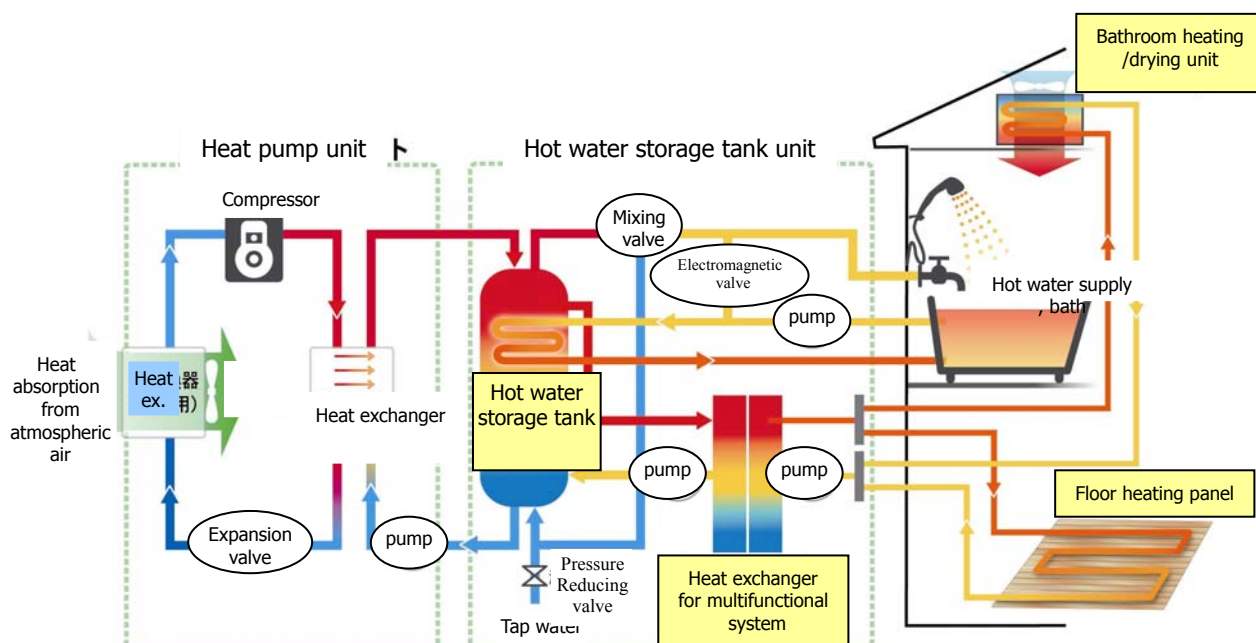 Bathroom heating
/drying unit
Heat pump unit ト
Hot water storage tank unit
Compressor
Mixing
valve
Electromagnetic
valve
pump
Hot water supply
, bath
Heat
absorption
from
atmospheric
air
Heat
ex.
器
用）
Heat exchanger
Hot water
storage tank
pump
pump
Floor heating panel
Expansion
valve
pump
Pressure
Reducing
valve
Tap water
Heat exchanger
for multifunctional
system